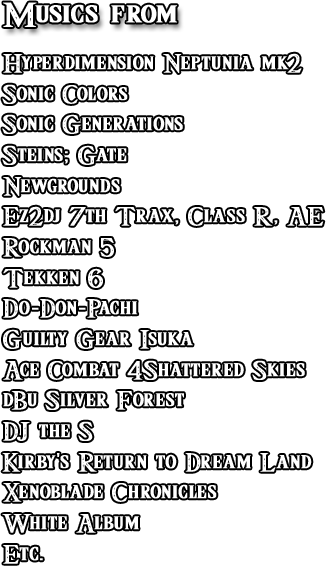 Musics from
Hyperdimension Neptunia mk2
Sonic Colors
Sonic Generations
Steins; Gate
Newgrounds
Ez2dj 7th Trax, Class R, AE
Rockman 5
Tekken 6
Do-Don-Pachi
Guilty Gear Isuka
Ace Combat 4Shattered Skies
dBu Silver Forest
DJ the S
Kirby's Return to Dream Land
Xenoblade Chronicles
White Album
Etc.